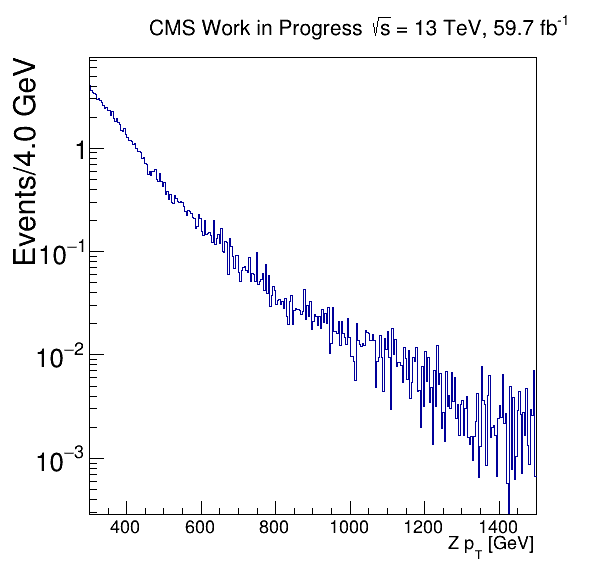 CMS Work in Progress √s = 13 TeV, 59.7 fb⁻¹
Events/4.0 GeV
1
10⁻¹
10⁻²
10⁻³
400 600 800 1000 1200 1400
Z p_T [GeV]